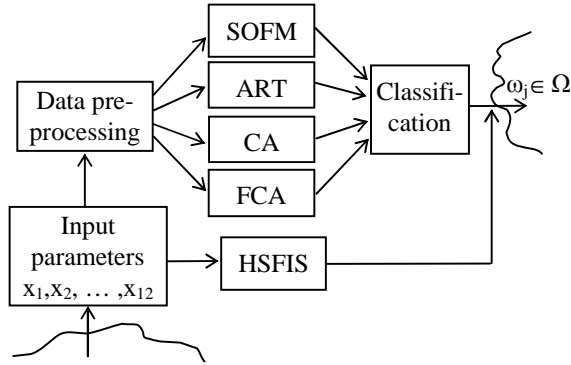 SOFM
ART
CA
FCA
Data pre-
processing
Classifi-
cation
ωj ∈ Ω
Input
parameters
x1,x2, … ,x12
HSFIS